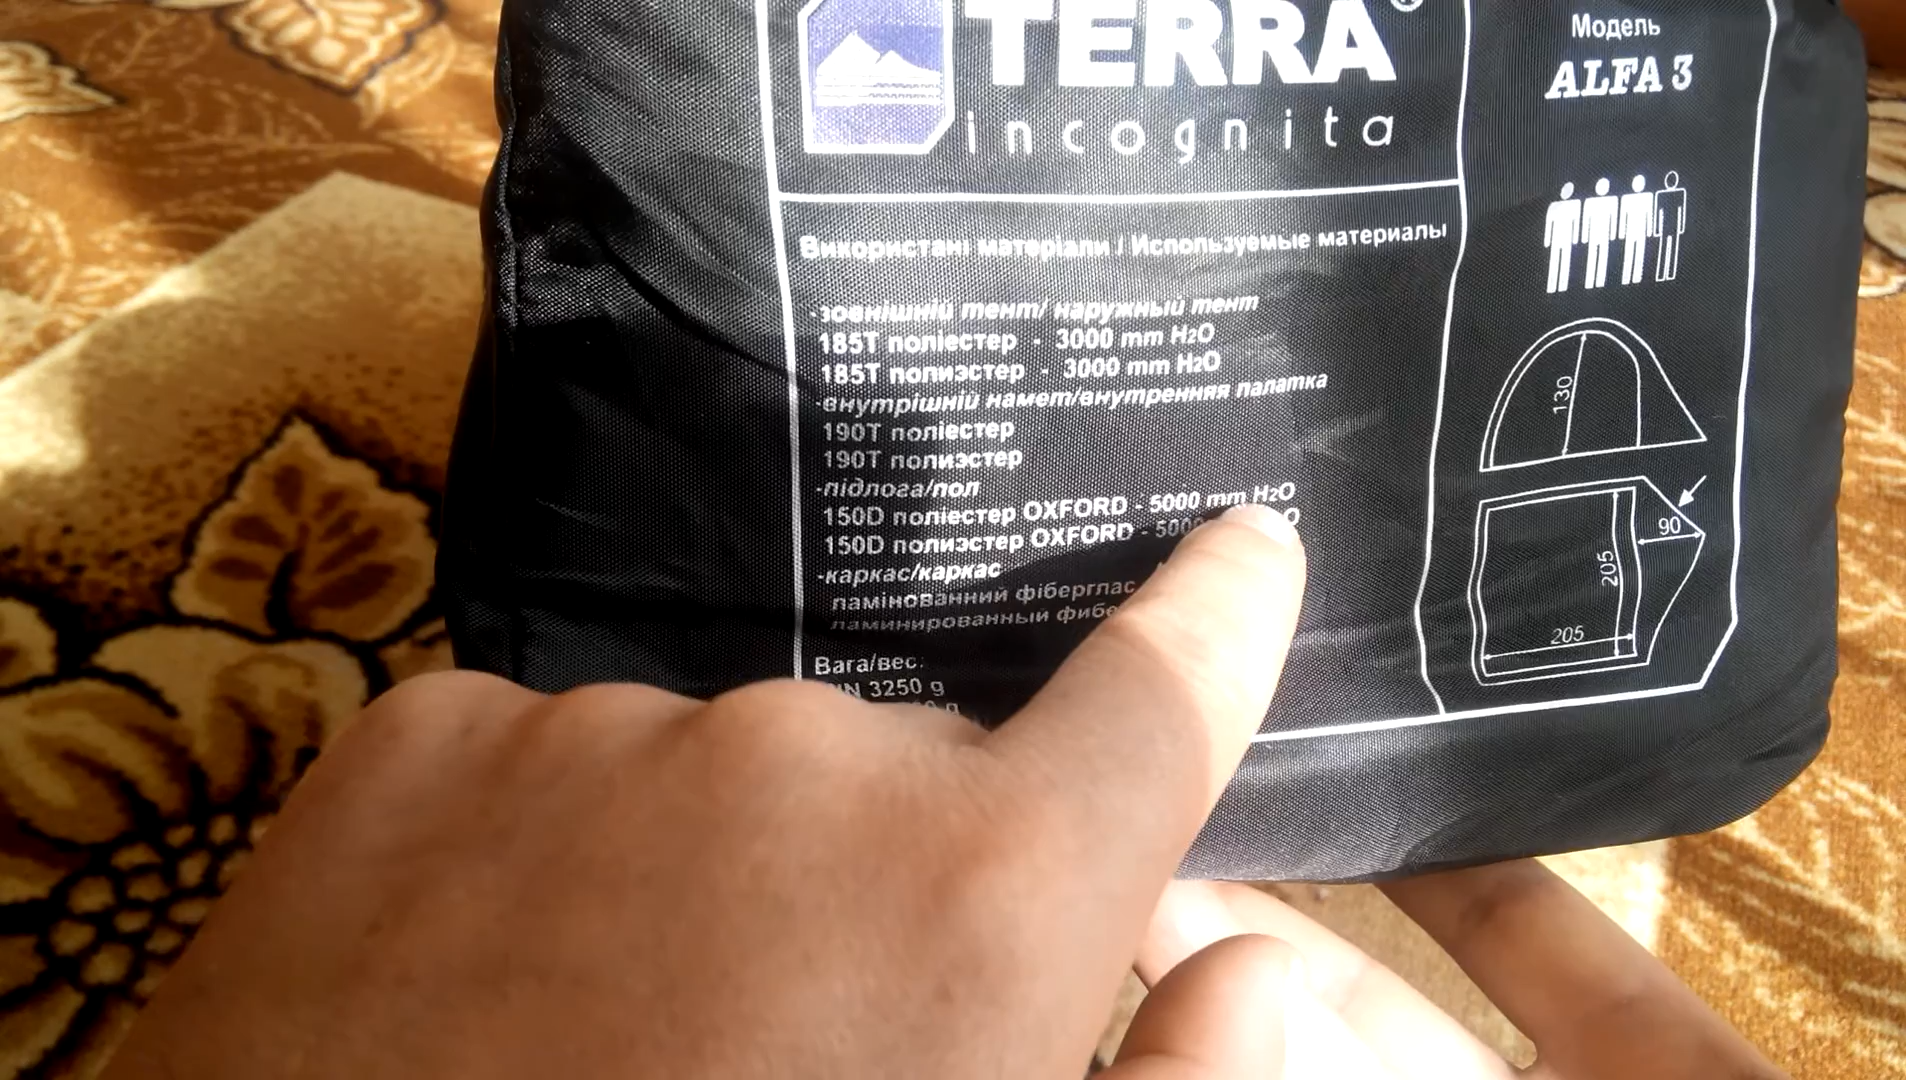 TERRA
incognita
Використані матеріали / Используемые материалы
-зовнішній тент/ наружный тент
185T поліестер - 3000 mm H2O
185T полиэстер - 3000 mm H2O
-внутрішній намет/внутренняя палатка
190T поліестер
190T полиэстер
-підлога/пол
150D поліестер OXFORD - 5000 mm H2O
150D полиэстер OXFORD - 5000
-каркас/каркас
ламінованний фіберглас
ламинированный
Вага/вес:
3250 g
g
Модель
ALFA 3
130
90
205
205